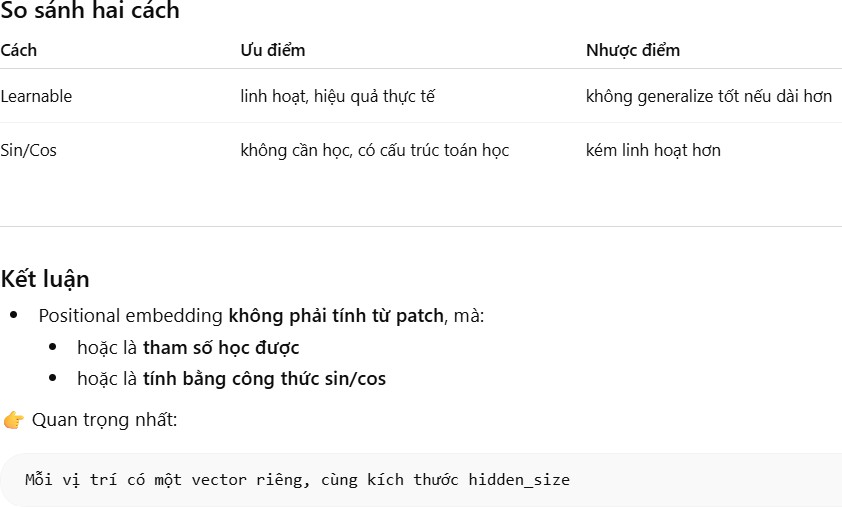 So sánh hai cách
Cách Ưu điểm Nhược điểm
Learnable linh hoạt, hiệu quả thực tế không generalize tốt nếu dài hơn
Sin/Cos không cần học, có cấu trúc toán học kém linh hoạt hơn
Kết luận
• Positional embedding không phải tính từ patch, mà:
• hoặc là tham số học được
• hoặc là tính bằng công thức sin/cos
👉 Quan trọng nhất:
Mỗi vị trí có một vector riêng, cùng kích thước hidden_size